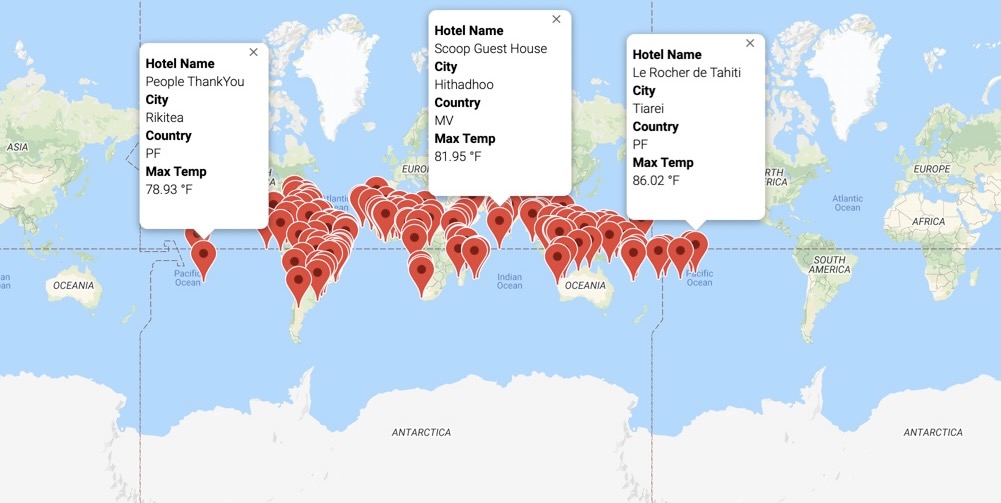 Hotel Name
People ThankYou
City
Rikitea
Country
PF
Max Temp
78.93 °F
Hotel Name
Scoop Guest House
City
Hithadhoo
Country
MV
Max Temp
81.95 °F
Hotel Name
Le Rocher de Tahiti
City
Tiarei
Country
PF
Max Temp
86.02 °F
ASIA
OCEANIA
Pacific
Ocean
Indian
Ocean
OCEANIA
Pacific
Ocean
Atlantic
Ocean
EUROPE
AFRICA
SOUTH
AMERICA
ANTARCTICA
ANTARCTICA